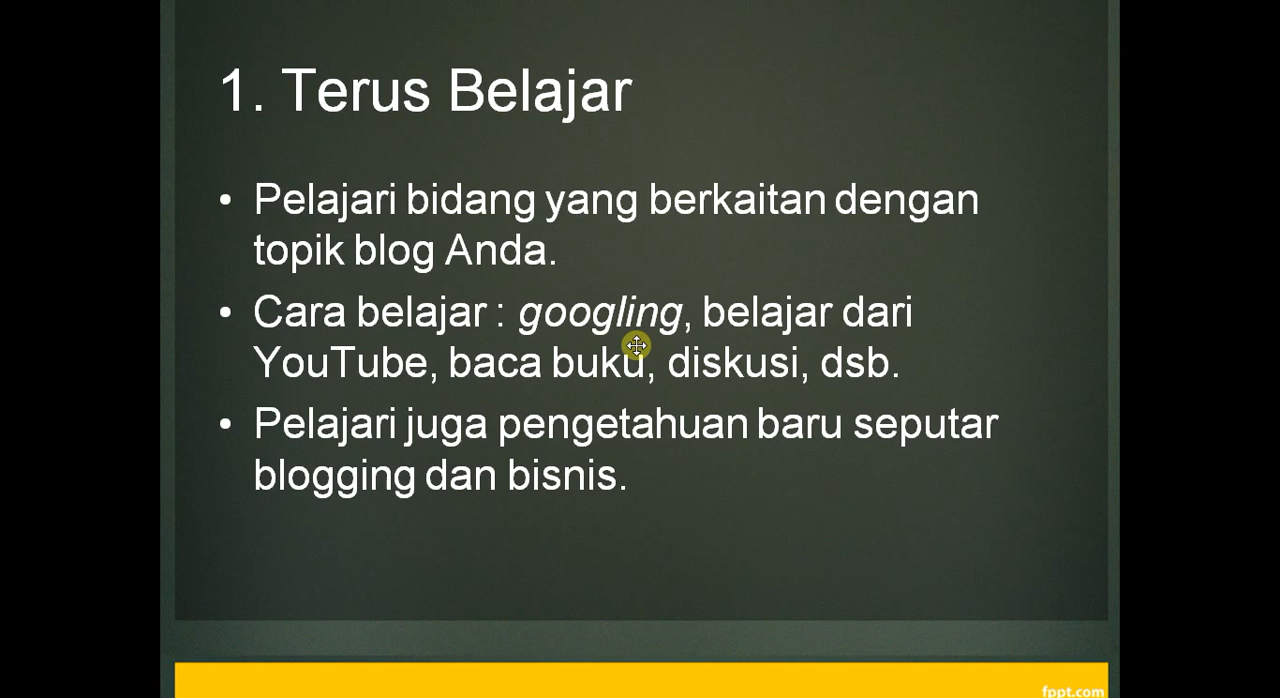 1. Terus Belajar
• Pelajari bidang yang berkaitan dengan
topik blog Anda.
• Cara belajar : googling, belajar dari
YouTube, baca buku, diskusi, dsb.
• Pelajari juga pengetahuan baru seputar
blogging dan bisnis.
fppt.com